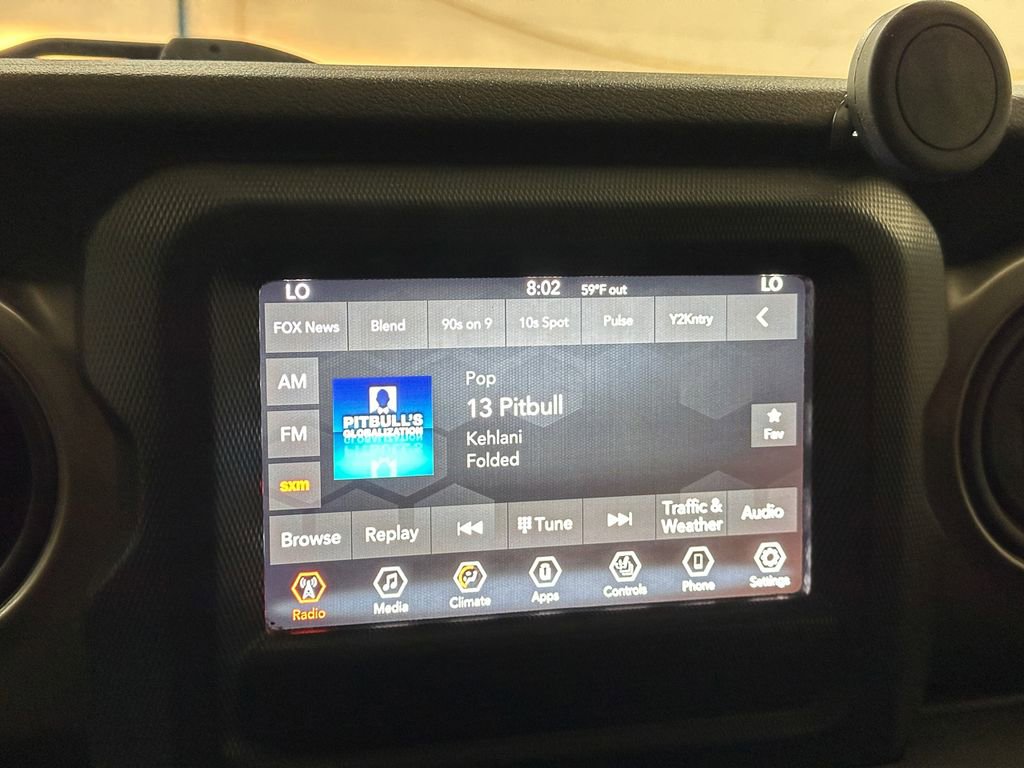 LO 8:02 59°F out LO
FOX News Blend 90s on 9 10s Spot Pulse Y2Kntry
AM
FM
sxm
PITBULL'S
GLOBALIZATION
Pop
13 Pitbull
Kehlani
Folded
Fav
Browse Replay Tune Traffic &
Weather Audio
Radio Media Climate Apps Controls Phone Settings